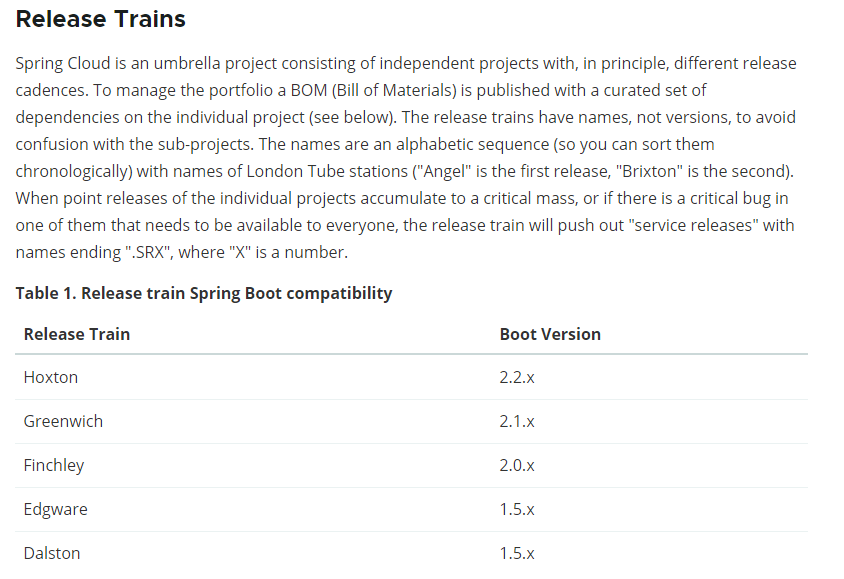 Release Trains
Spring Cloud is an umbrella project consisting of independent projects with, in principle, different release
cadences. To manage the portfolio a BOM (Bill of Materials) is published with a curated set of
dependencies on the individual project (see below). The release trains have names, not versions, to avoid
confusion with the sub-projects. The names are an alphabetic sequence (so you can sort them
chronologically) with names of London Tube stations ("Angel" is the first release, "Brixton" is the second).
When point releases of the individual projects accumulate to a critical mass, or if there is a critical bug in
one of them that needs to be available to everyone, the release train will push out "service releases" with
names ending ".SRX", where "X" is a number.
Table 1. Release train Spring Boot compatibility
Release Train Boot Version
Hoxton 2.2.x
Greenwich 2.1.x
Finchley 2.0.x
Edgware 1.5.x
Dalston 1.5.x